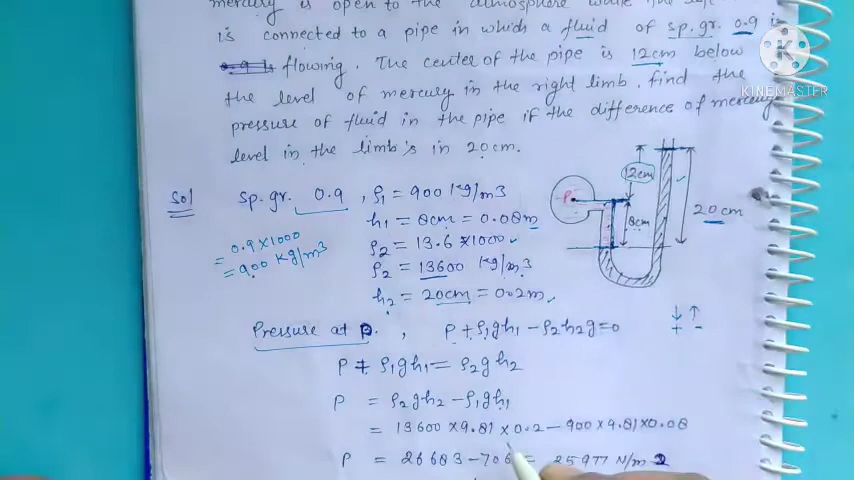 mercury is open to the atmosphere while the left
is connected to a pipe in which a fluid of sp.gr. 0.9 is
flowing. The center of the pipe is 12cm below
the level of mercury in the right limb. find the
pressure of fluid in the pipe if the difference of mercury
level in the limb's in 20cm.
KINEMASTER
Sol sp.gr. 0.9, ρ1 = 900 kg/m3
= 0.9×1000
= 900 kg/m3
h1 = 8cm = 0.08m
ρ2 = 13.6 ×1000
ρ2 = 13600 kg/m3
h2 = 20cm = 0.2m
P
12cm
8cm
20cm
Pressure at P. , P + ρ1gh1 - ρ2h2g = 0
↓ ↑
+ -
P + ρ1gh1 = ρ2gh2
P = ρ2gh2 - ρ1gh1
= 13600 ×9.81 ×0.2 - 900×9.81×0.08
P = 26683 - 706 = 25977 N/m2